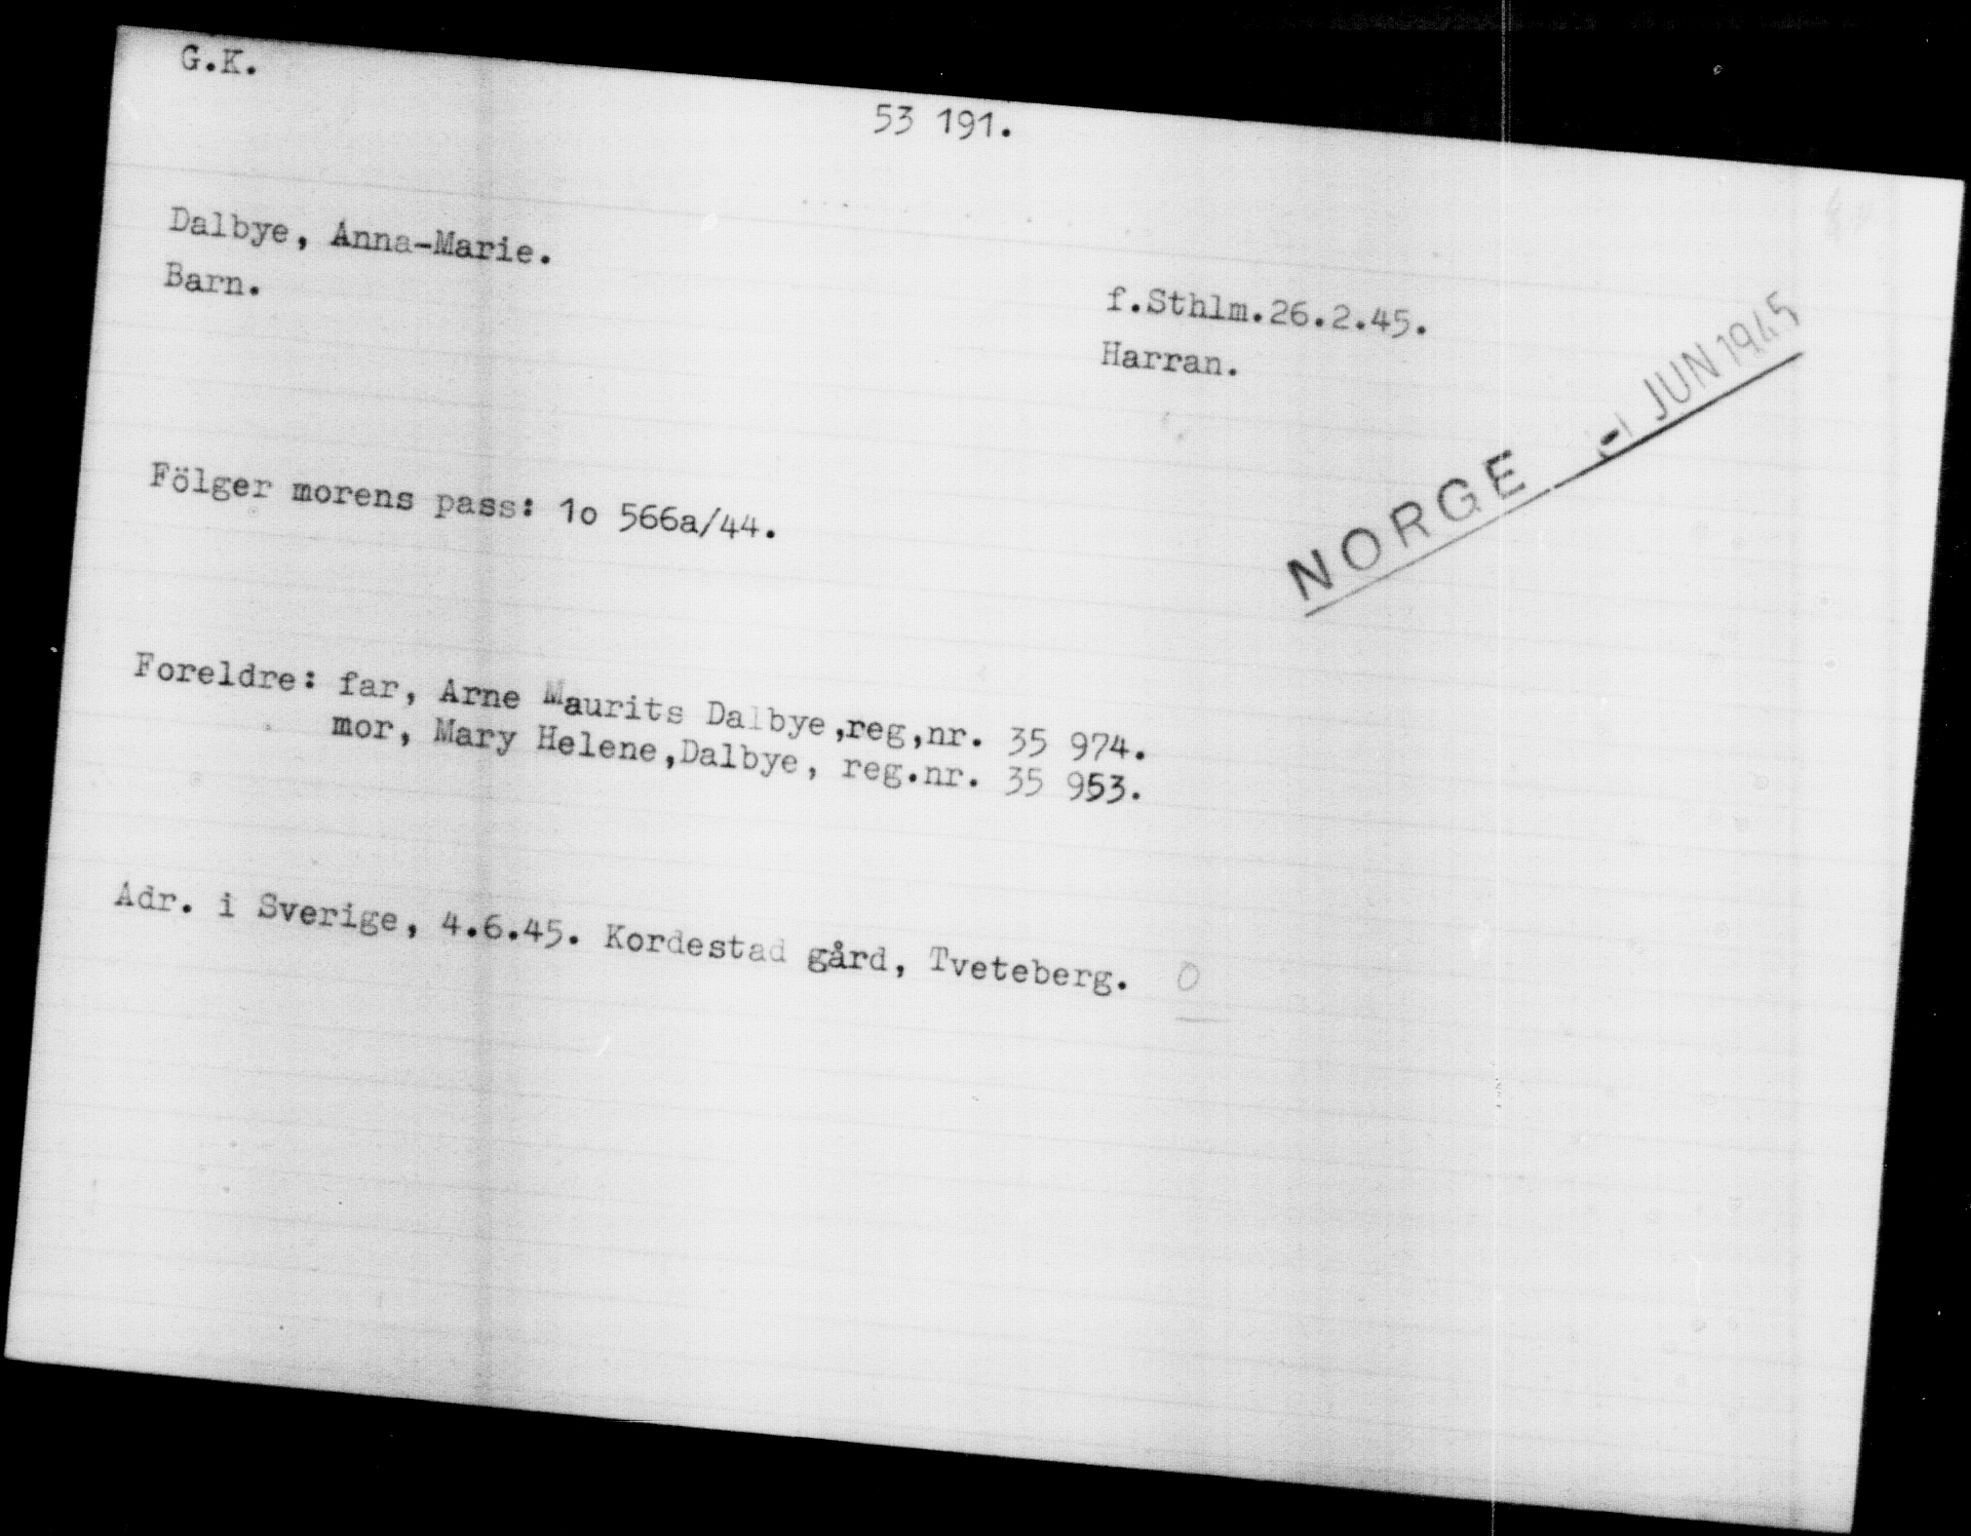 G.K.
53 191.
Dalbye, Anna-Marie.
Barn.
f.Sthlm.26.2.45.
Harran.
NORGE - JUN 1945
Fölger morens pass: 1o 566a/44.
Foreldre: far, Arne Maurits Dalbye,reg,nr. 35 974.
mor, Mary Helene,Dalbye, reg.nr. 35 953.
Adr. i Sverige, 4.6.45. Kordestad gård, Tveteberg. O